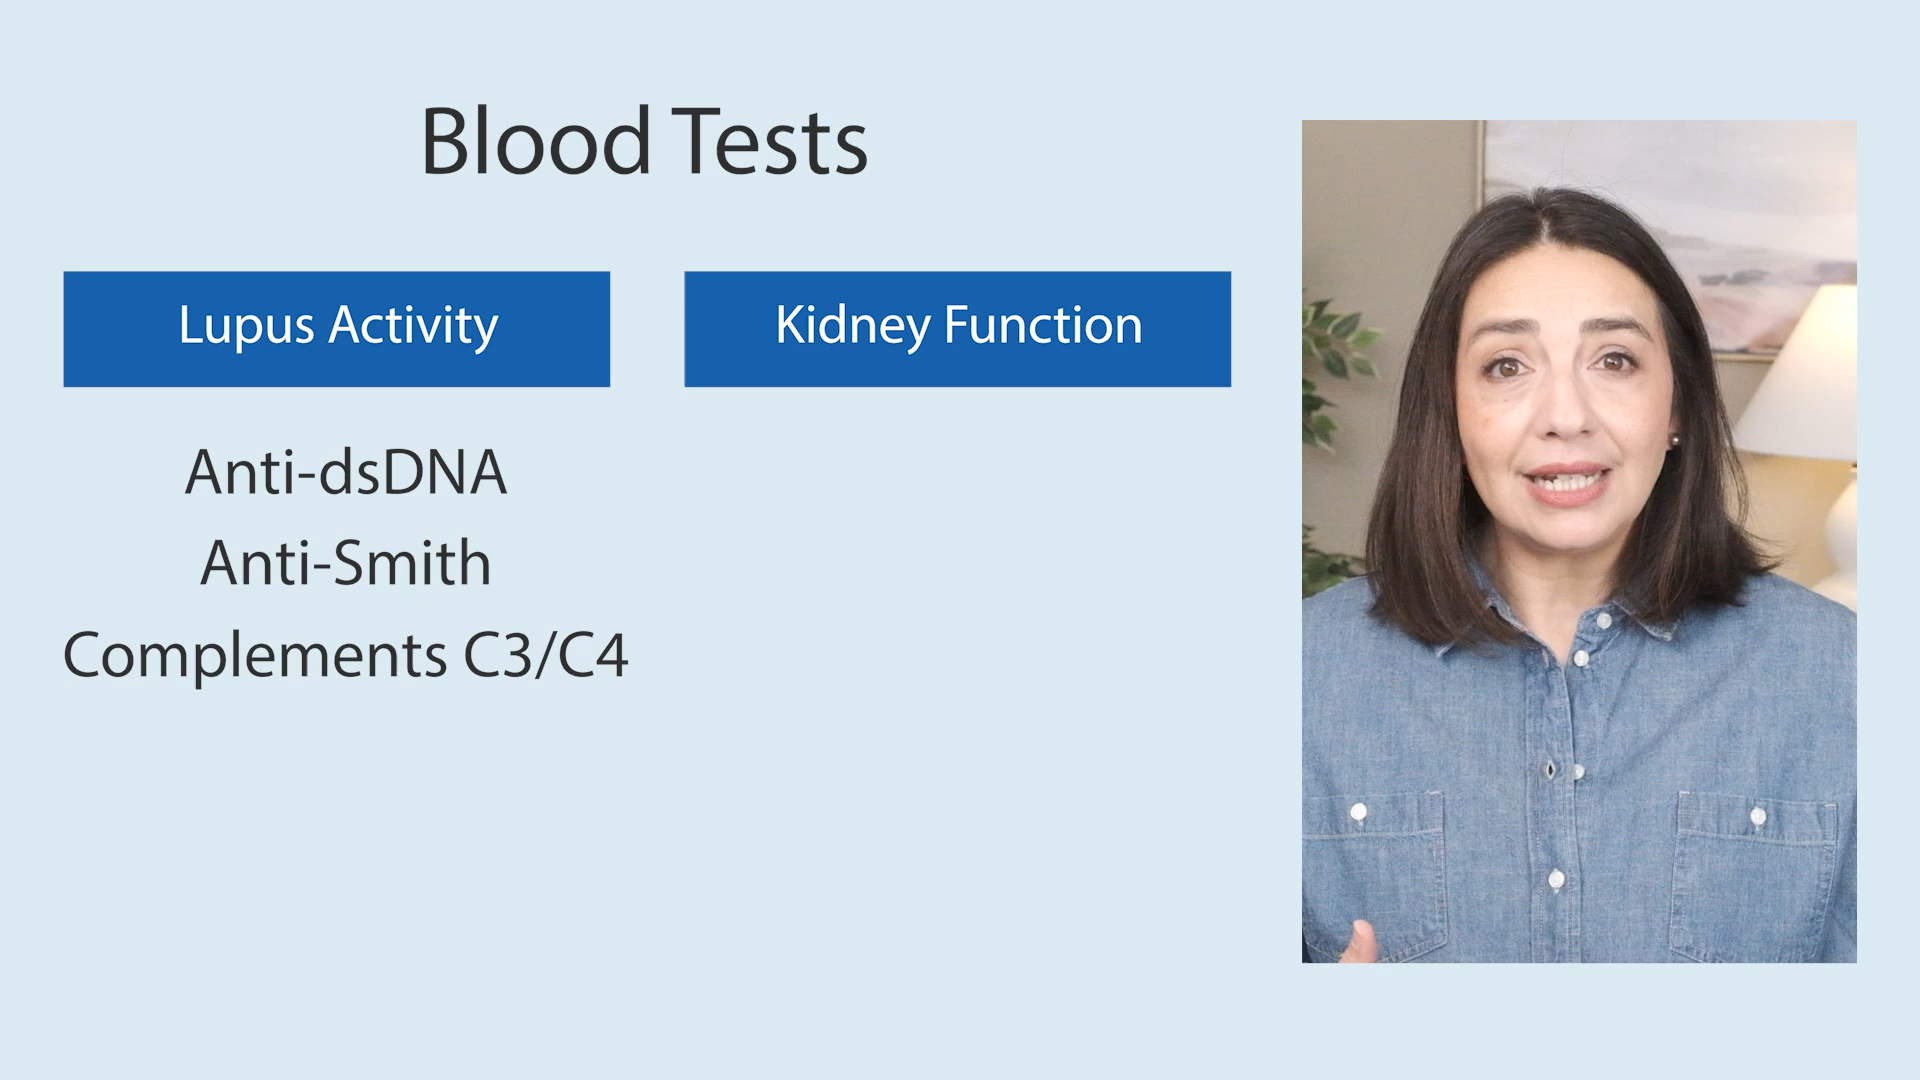 Blood Tests
Lupus Activity
Kidney Function
Anti-dsDNA
Anti-Smith
Complements C3/C4